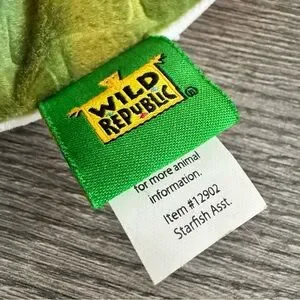 WILD
REPUBLIC
for more animal
information.
Item #12902
Starfish Asst.